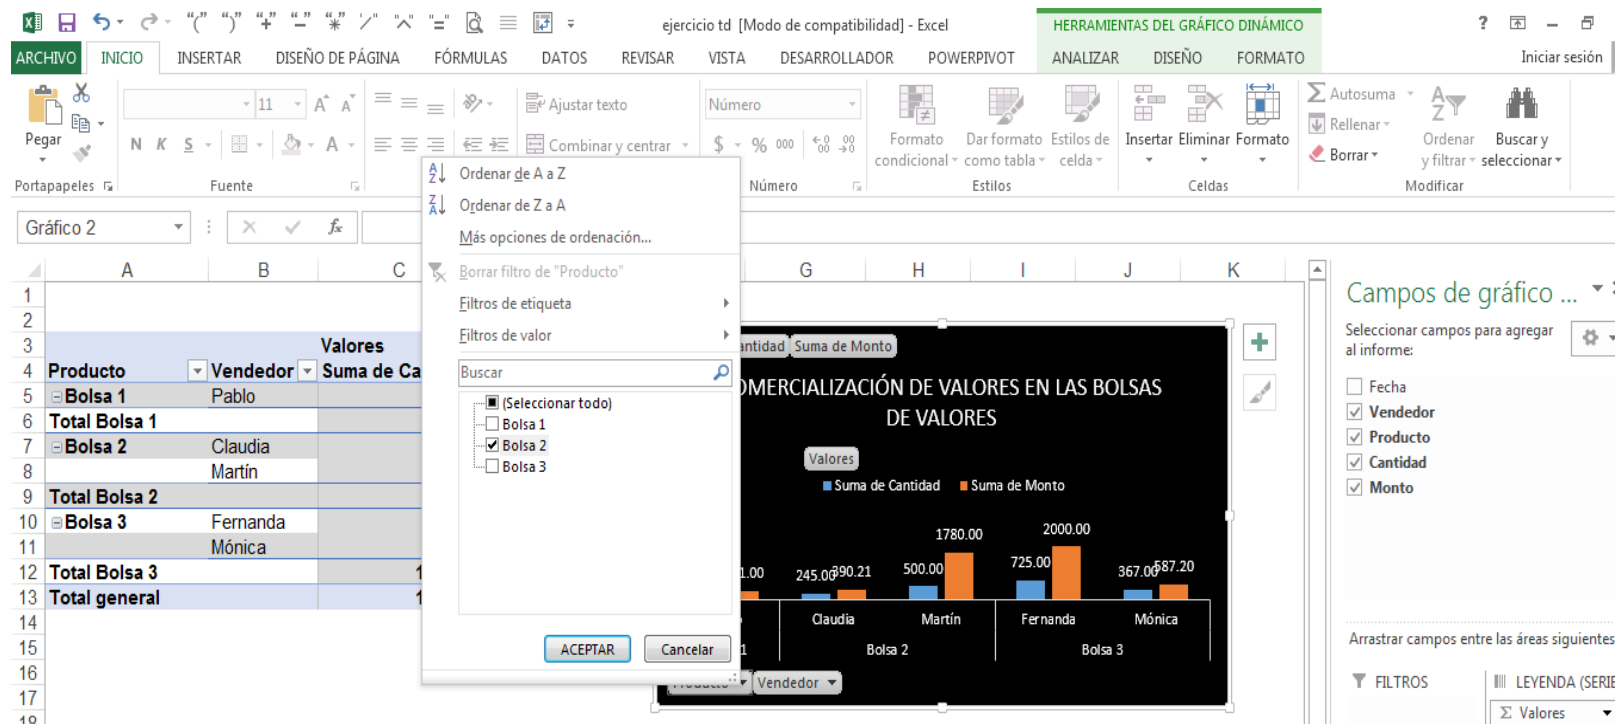 ejercicio td [Modo de compatibilidad] - Excel
HERRAMIENTAS DEL GRÁFICO DINÁMICO
ARCHIVO INICIO INSERTAR DISEÑO DE PÁGINA FÓRMULAS DATOS REVISAR VISTA DESARROLLADOR POWERPIVOT ANALIZAR DISEÑO FORMATO Iniciar sesión
Pegar
11
N K S
Ajustar texto
Combinar y centrar
Número
$ % 000
Formato condicional
Dar formato como tabla
Estilos de celda
Insertar Eliminar Formato
Autosuma
Rellenar
Borrar
Ordenar y filtrar
Buscar y seleccionar
Portapapeles Fuente Número Estilos Celdas Modificar
Gráfico 2
fx
Ordenar de A a Z
Ordenar de Z a A
Más opciones de ordenación...
Borrar filtro de "Producto"
Filtros de etiqueta
Filtros de valor
Buscar
(Seleccionar todo)
Bolsa 1
Bolsa 2
Bolsa 3
ACEPTAR Cancelar
A B C G H I J K
1
2
3 Valores
4 Producto Vendedor Suma de Ca
5 Bolsa 1 Pablo
6 Total Bolsa 1
7 Bolsa 2 Claudia
8 Martín
9 Total Bolsa 2
10 Bolsa 3 Fernanda
11 Mónica
12 Total Bolsa 3 1
13 Total general 1
14
15
16
17
18
antidad Suma de Monto
OMERCIALIZACIÓN DE VALORES EN LAS BOLSAS
DE VALORES
Valores
Suma de Cantidad Suma de Monto
1.00 245.00 390.21 500.00 1780.00 725.00 2000.00 367.00 587.20
Claudia Martín Fernanda Mónica
1 Bolsa 2 Bolsa 3
Producto Vendedor
Campos de gráfico ...
Seleccionar campos para agregar
al informe:
Fecha
Vendedor
Producto
Cantidad
Monto
Arrastrar campos entre las áreas siguientes
FILTROS LEYENDA (SERIE
Σ Valores